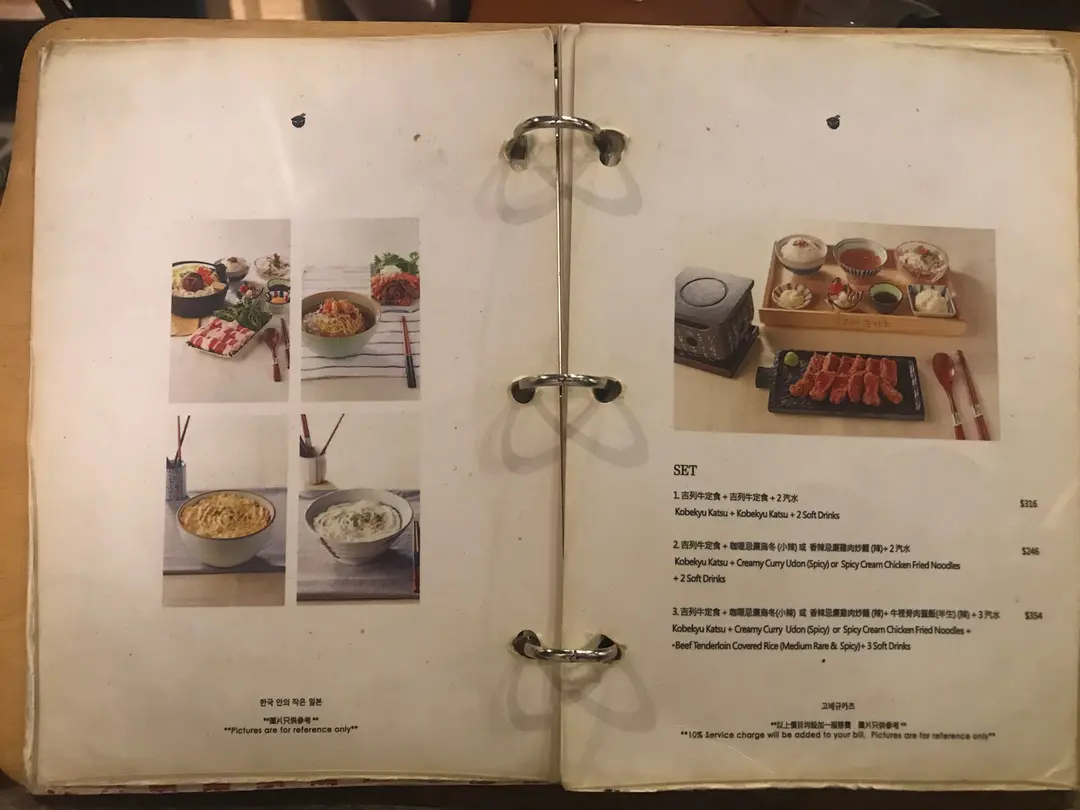 한국 안의 작은 일본
**圖片只供參考**
**Pictures are for reference only**
SET
1. 吉列牛定食 + 吉列牛定食 + 2 汽水
$316
Kobekyu Katsu + Kobekyu Katsu + 2 Soft Drinks
2. 吉列牛定食 + 咖喱忌廉烏冬 (小辣) 或 香辣忌廉雞肉炒麵 (辣)+ 2 汽水
$246
Kobekyu Katsu + Creamy Curry Udon (Spicy) or Spicy Cream Chicken Fried Noodles
+ 2 Soft Drinks
3. 吉列牛定食 + 咖喱忌廉烏冬(小辣) 或 香辣忌廉雞肉炒麵 (辣)+ 牛裡脊肉蓋飯(半生) (辣) + 3 汽水
$354
Kobekyu Katsu + Creamy Curry Udon (Spicy) or Spicy Cream Chicken Fried Noodles +
Beef Tenderloin Covered Rice (Medium Rare & Spicy)+ 3 Soft Drinks
고베규카츠
**以上價目均設加一服務費 圖片只供參考**
**10% Service charge will be added to your bill. Pictures are for reference only**